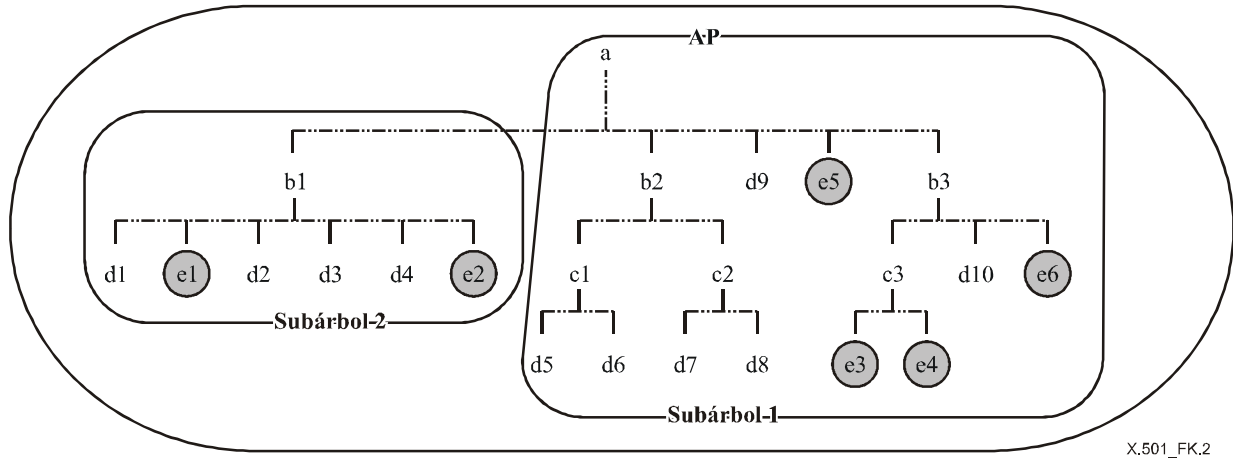 AP
a
b1 b2 d9 e5 b3
d1 e1 d2 d3 d4 e2 c1 c2 c3 d10 e6
Subárbol-2
d5 d6 d7 d8 e3 e4
Subárbol-1
X.501_FK.2